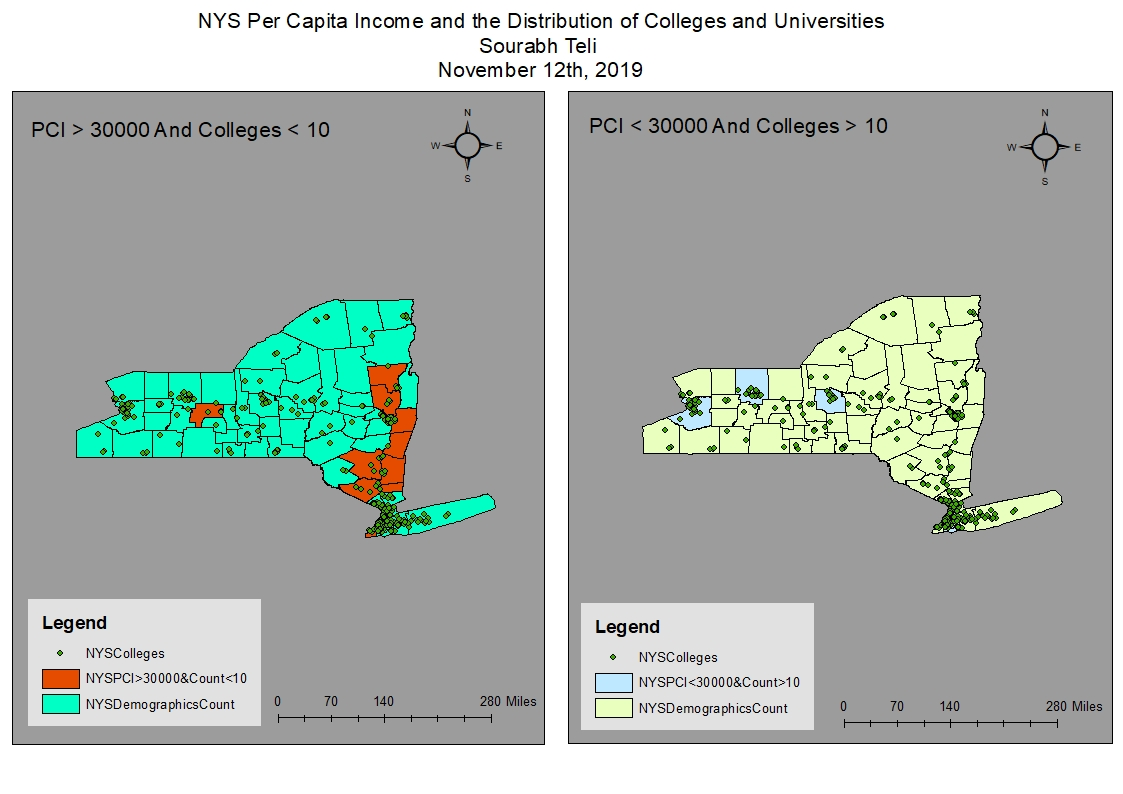 NYS Per Capita Income and the Distribution of Colleges and Universities
Sourabh Teli
November 12th, 2019
PCI > 30000 And Colleges < 10
N
W
E
S
Legend
NYSColleges
NYSPCI>30000&Count<10
NYSDemographicsCount
0 70 140 280 Miles
PCI < 30000 And Colleges > 10
N
W
E
S
Legend
NYSColleges
NYSPCI<30000&Count>10
NYSDemographicsCount
0 70 140 280 Miles